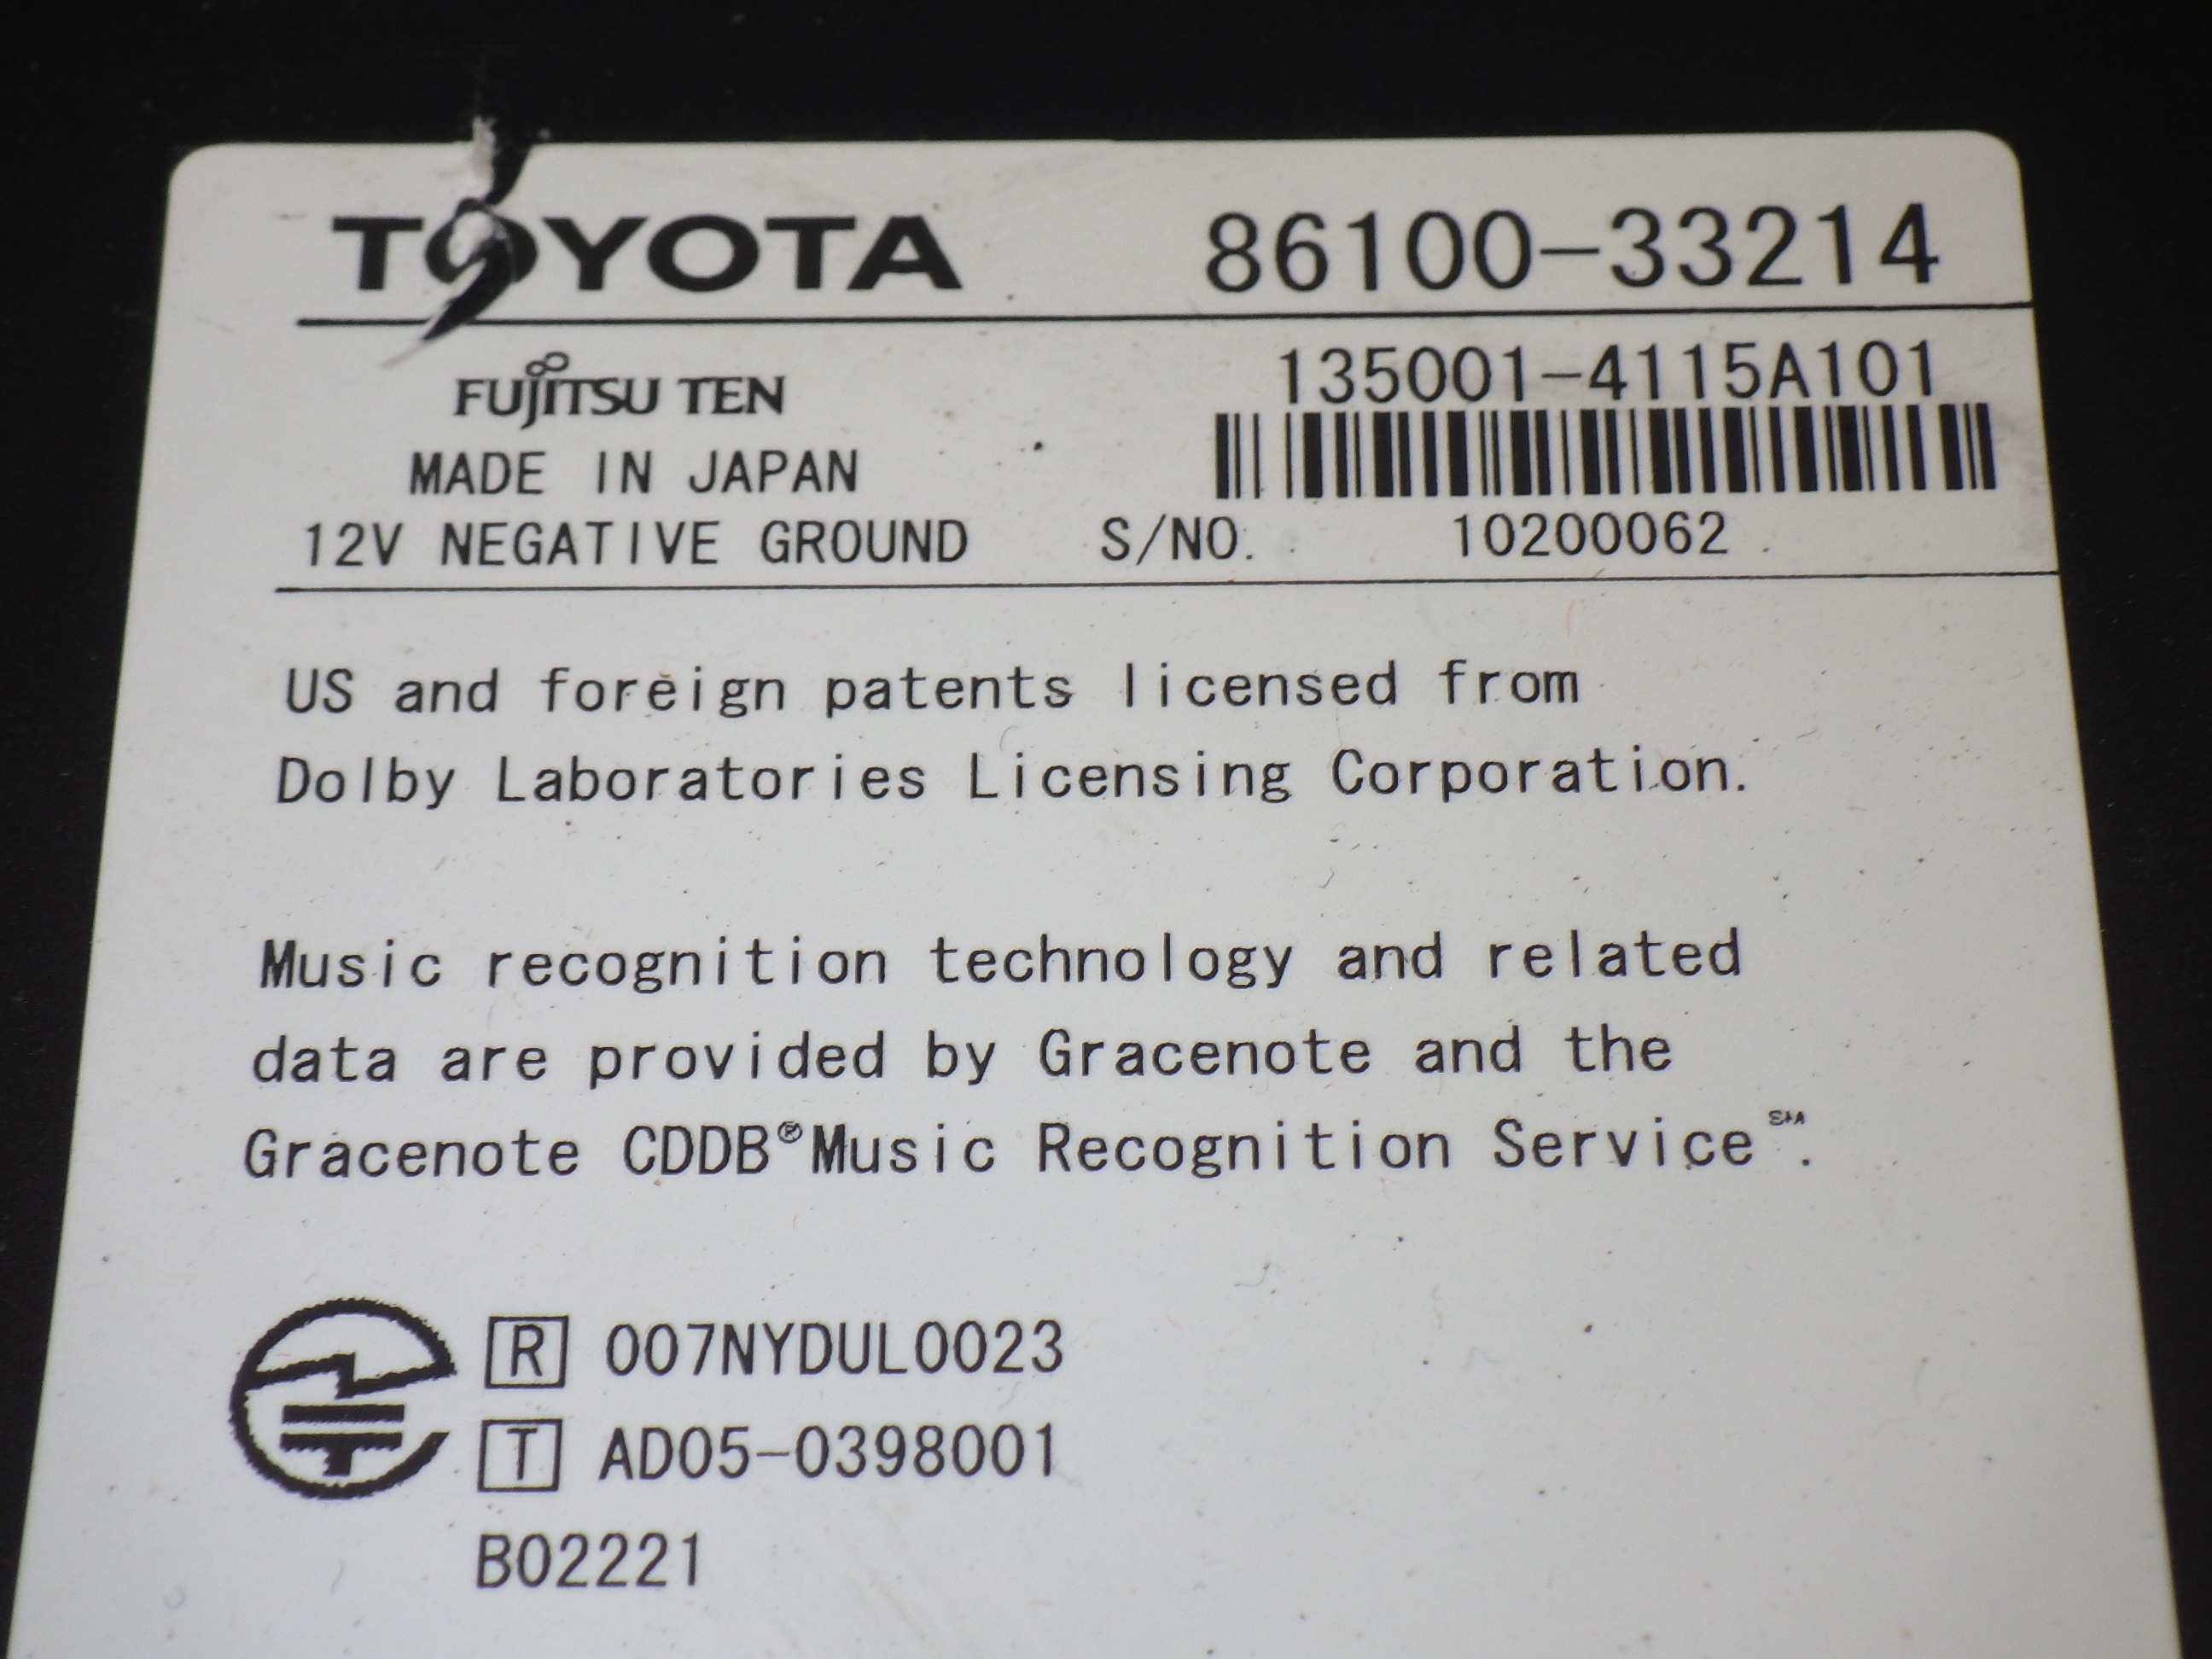 TOYOTA 86100-33214
FUJITSU TEN 135001-4115A101
MADE IN JAPAN
12V NEGATIVE GROUND S/NO. 10200062
US and foreign patents licensed from
Dolby Laboratories Licensing Corporation.
Music recognition technology and related
data are provided by Gracenote and the
Gracenote CDDB® Music Recognition Service℠.
R 007NYDUL0023
T AD05-0398001
B02221